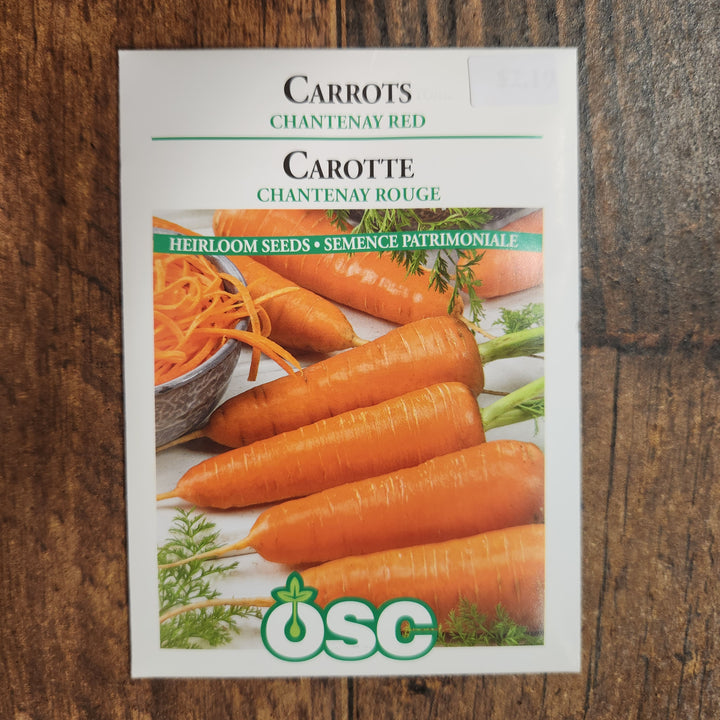 CARROTS
CHANTENAY RED
CAROTTE
CHANTENAY ROUGE
HEIRLOOM SEEDS • SEMENCE PATRIMONIALE
OSC